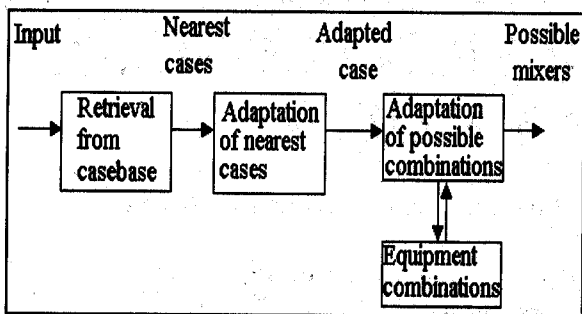 Input
Nearest
cases
Adapted
case
Possible
mixers
Retrieval
from
casebase
Adaptation
of nearest
cases
Adaptation
of possible
combinations
Equipment
combinations